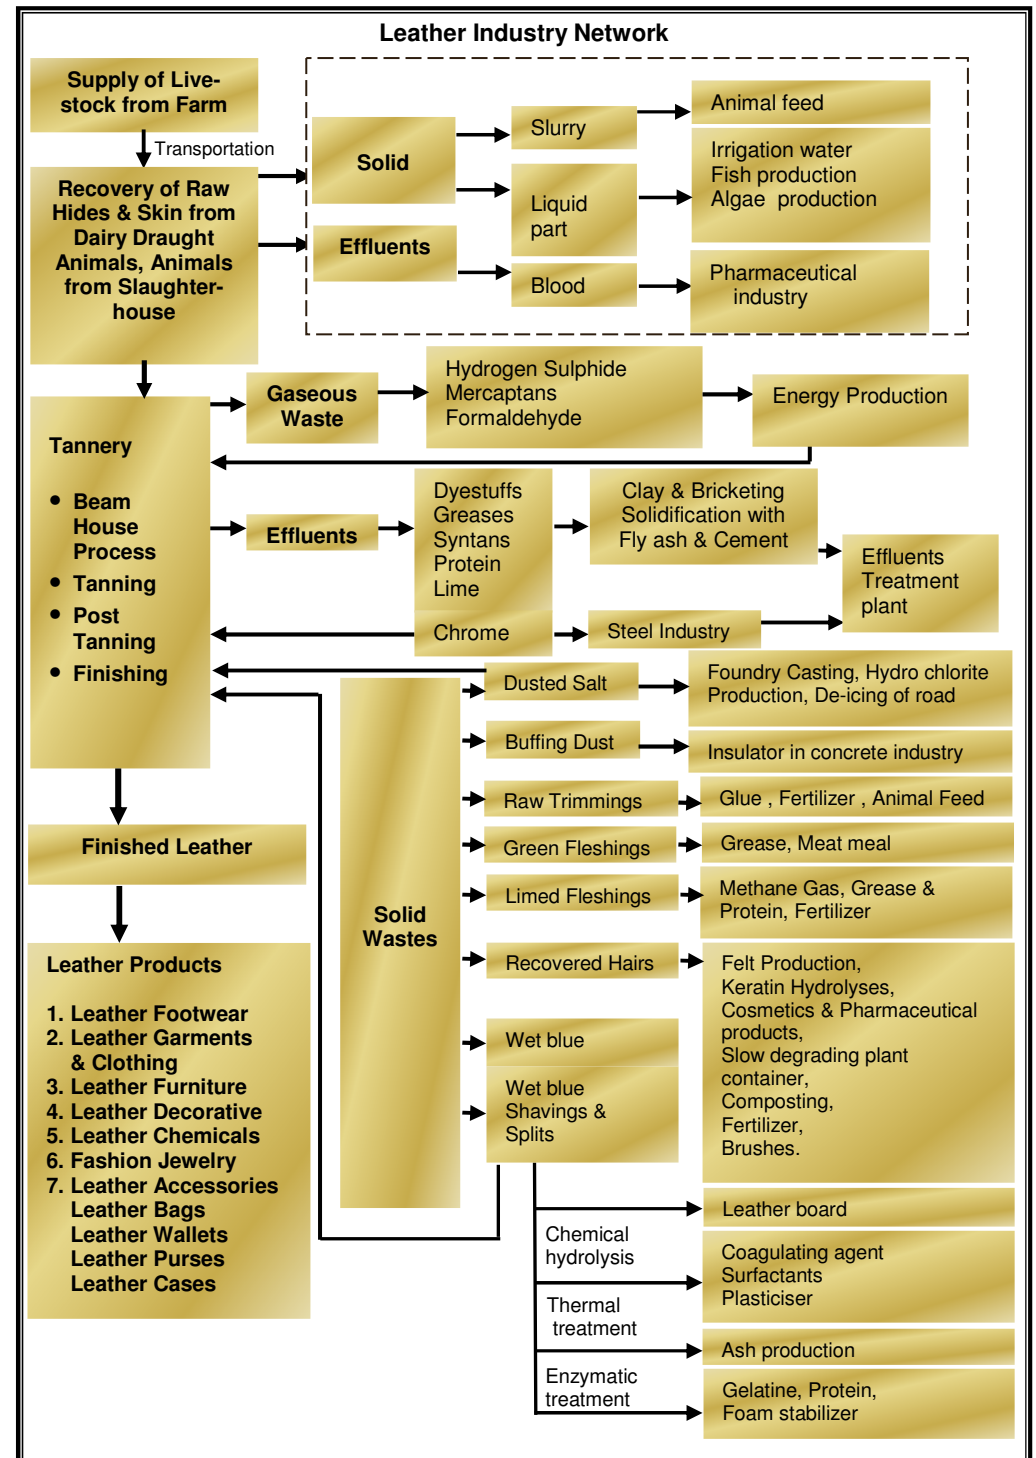 Leather Industry Network
Supply of Live-
stock from Farm
Transportation
Recovery of Raw
Hides & Skin from
Dairy Draught
Animals, Animals
from Slaughter-
house
Solid
Effluents
Slurry
Liquid
part
Blood
Animal feed
Irrigation water
Fish production
Algae production
Pharmaceutical
industry
Tannery
• Beam
House
Process
• Tanning
• Post
Tanning
• Finishing
Gaseous
Waste
Hydrogen Sulphide
Mercaptans
Formaldehyde
Energy Production
Effluents
Dyestuffs
Greases
Syntans
Protein
Lime
Chrome
Clay & Bricketing
Solidification with
Fly ash & Cement
Steel Industry
Effluents
Treatment
plant
Solid
Wastes
Dusted Salt
Foundry Casting, Hydro chlorite
Production, De-icing of road
Buffing Dust
Insulator in concrete industry
Raw Trimmings
Glue , Fertilizer , Animal Feed
Green Fleshings
Grease, Meat meal
Limed Fleshings
Methane Gas, Grease &
Protein, Fertilizer
Recovered Hairs
Felt Production,
Keratin Hydrolyses,
Cosmetics & Pharmaceutical
products,
Slow degrading plant
container,
Composting,
Fertilizer,
Brushes.
Wet blue
Wet blue
Shavings &
Splits
Leather board
Chemical
hydrolysis
Coagulating agent
Surfactants
Plasticiser
Thermal
treatment
Ash production
Enzymatic
treatment
Gelatine, Protein,
Foam stabilizer
Finished Leather
Leather Products
1. Leather Footwear
2. Leather Garments
& Clothing
3. Leather Furniture
4. Leather Decorative
5. Leather Chemicals
6. Fashion Jewelry
7. Leather Accessories
Leather Bags
Leather Wallets
Leather Purses
Leather Cases